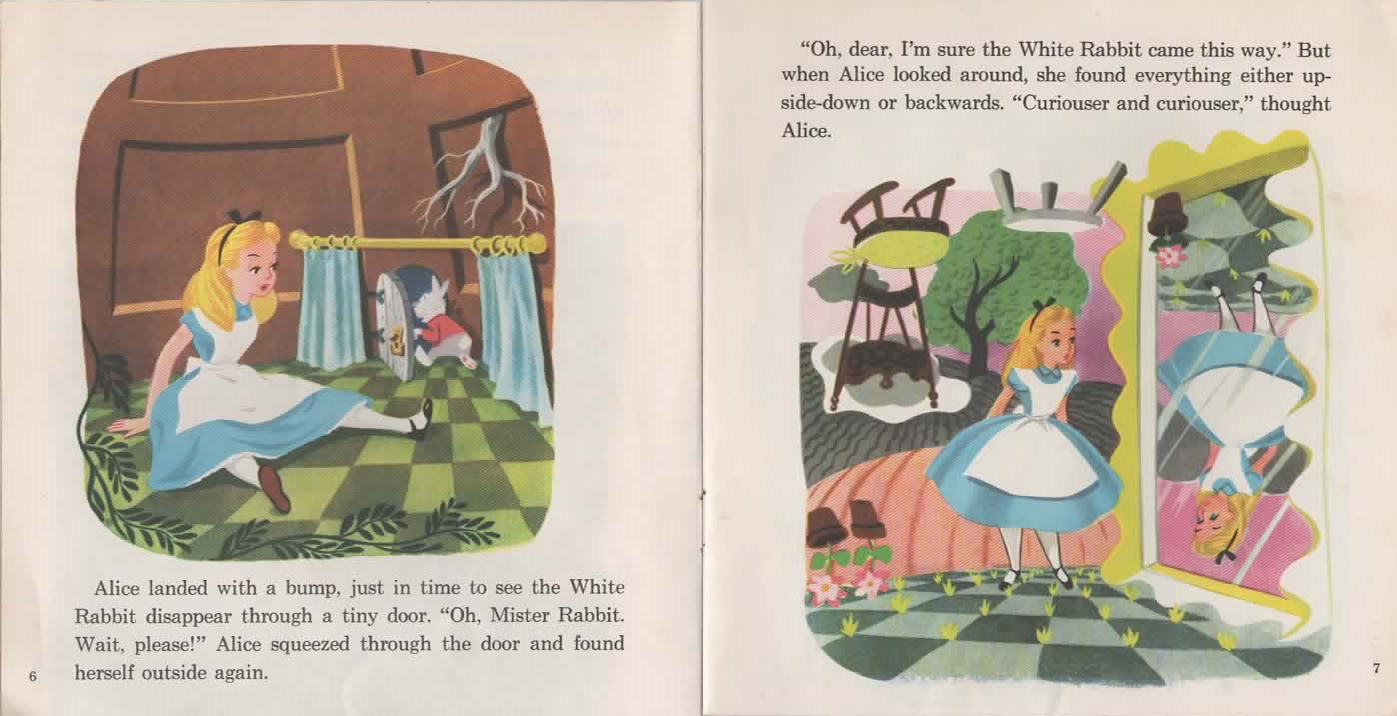 Alice landed with a bump, just in time to see the White
Rabbit disappear through a tiny door. “Oh, Mister Rabbit.
Wait, please!” Alice squeezed through the door and found
herself outside again.
6
“Oh, dear, I’m sure the White Rabbit came this way.” But
when Alice looked around, she found everything either up-
side-down or backwards. “Curiouser and curiouser,” thought
Alice.
7